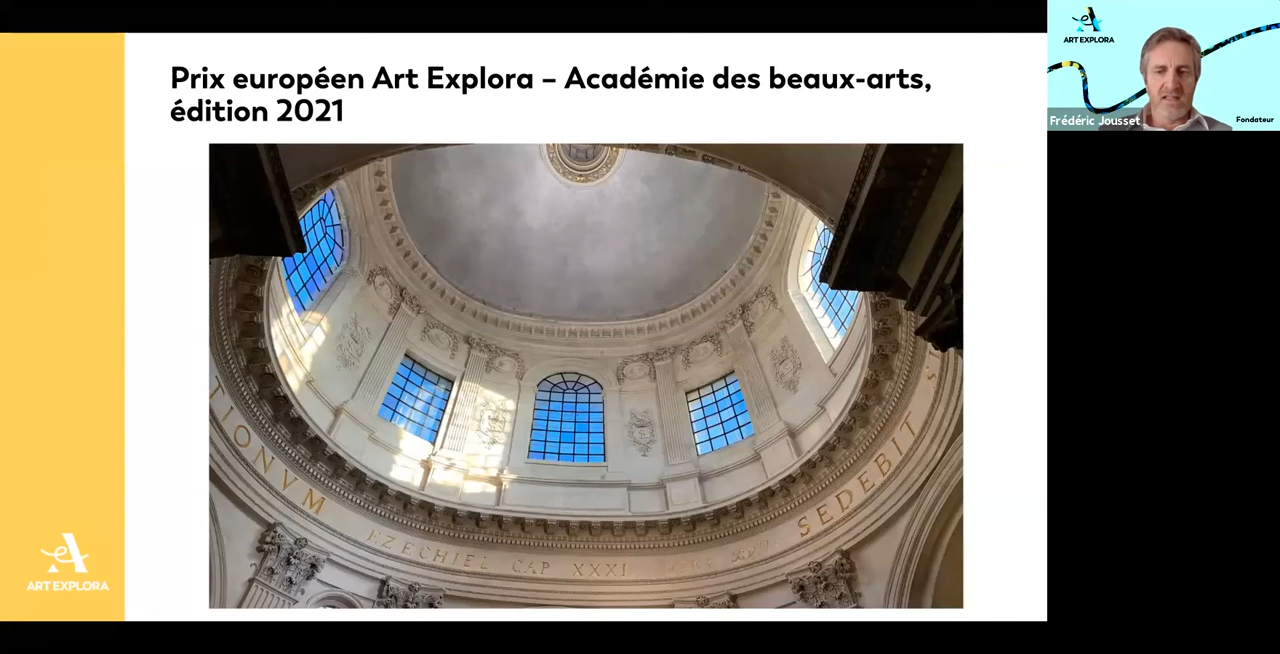 Prix européen Art Explora – Académie des beaux-arts,
édition 2021
ART EXPLORA
Frédéric Jousset
Fondateur
TIONVM
EZECHIEL CAP XXXI
SEDEBIT S
ART EXPLORA